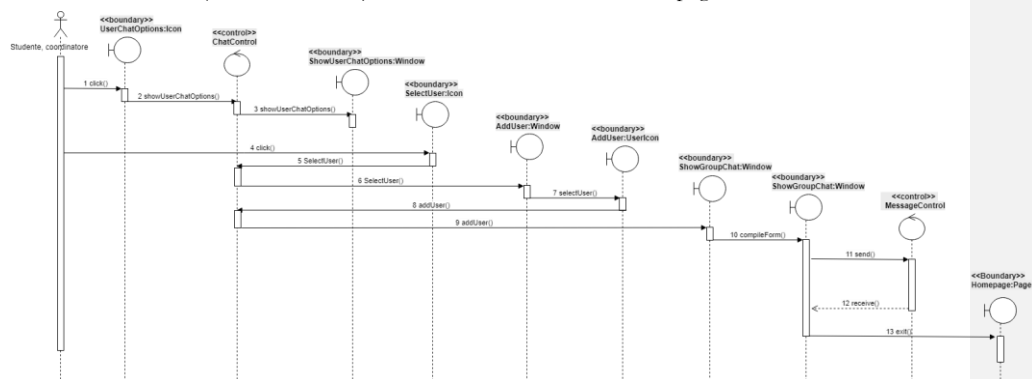 <<boundary>>
UserChatOptions:Icon
Studente, coordinatore
<<control>>
ChatControl
<<boundary>>
ShowUserChatOptions:Window
<<boundary>>
SelectUser:Icon
<<boundary>>
AddUser:Window
<<boundary>>
AddUser:UserIcon
<<boundary>>
ShowGroupChat:Window
<<boundary>>
ShowGroupChat:Window
<<control>>
MessageControl
<<Boundary>>
Homepage:Page
1 click()
2 showUserChatOptions()
3 showUserChatOptions()
4 click()
5 SelectUser()
6 SelectUser()
7 selectUser()
8 addUser()
9 addUser()
10 compileForm()
11 send()
12 receive()
13 exit()